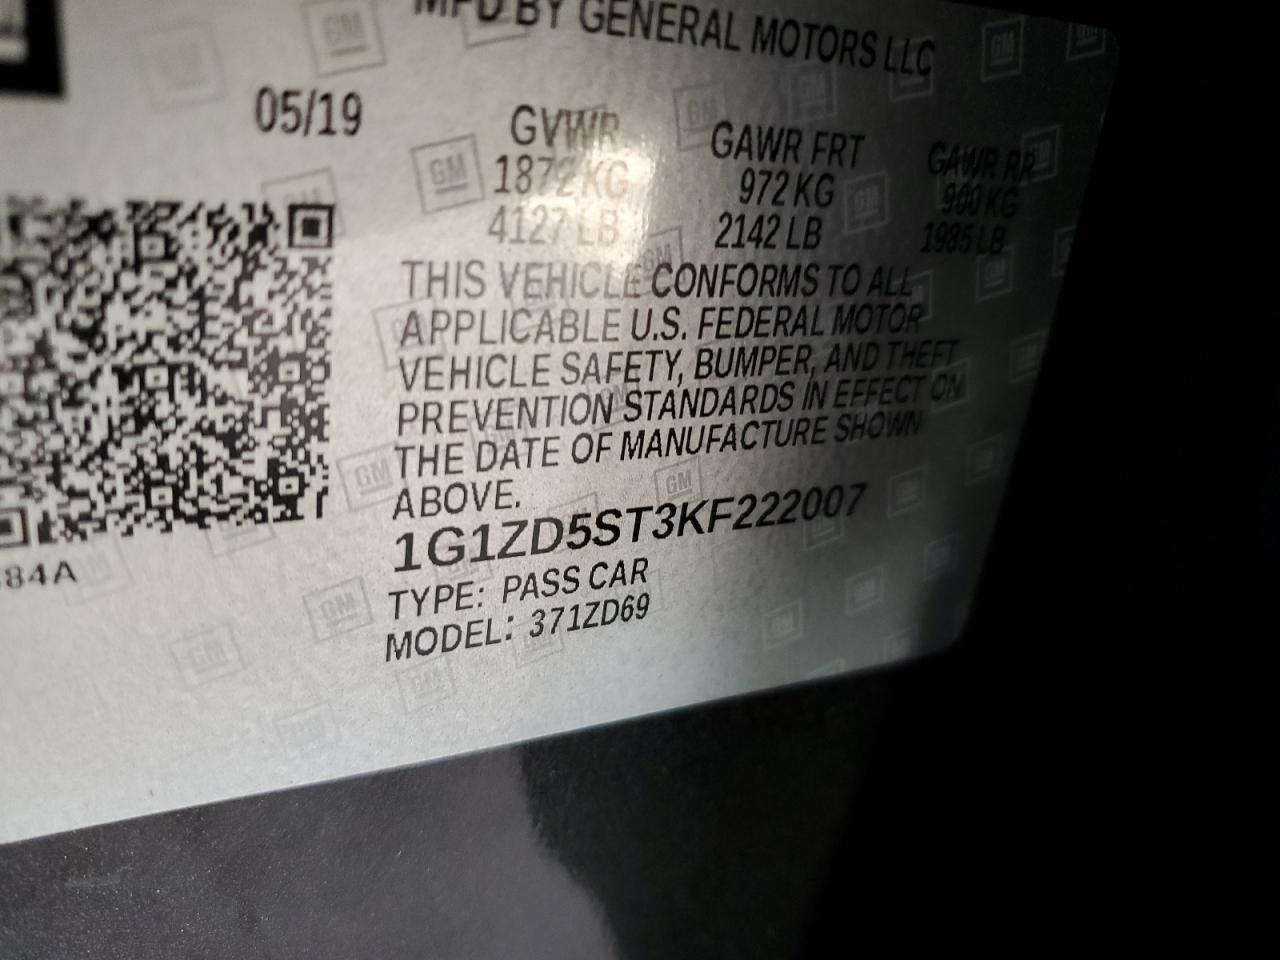 MFD BY GENERAL MOTORS LLC
05/19
GVWR GAWR FRT GAWR RR
1872 KG 972 KG 900 KG
4127 LB 2142 LB 1985 LB
THIS VEHICLE CONFORMS TO ALL
APPLICABLE U.S. FEDERAL MOTOR
VEHICLE SAFETY, BUMPER, AND THEFT
PREVENTION STANDARDS IN EFFECT ON
THE DATE OF MANUFACTURE SHOWN
ABOVE.
1G1ZD5ST3KF222007
84A
TYPE: PASS CAR
MODEL: 371ZD69
GM